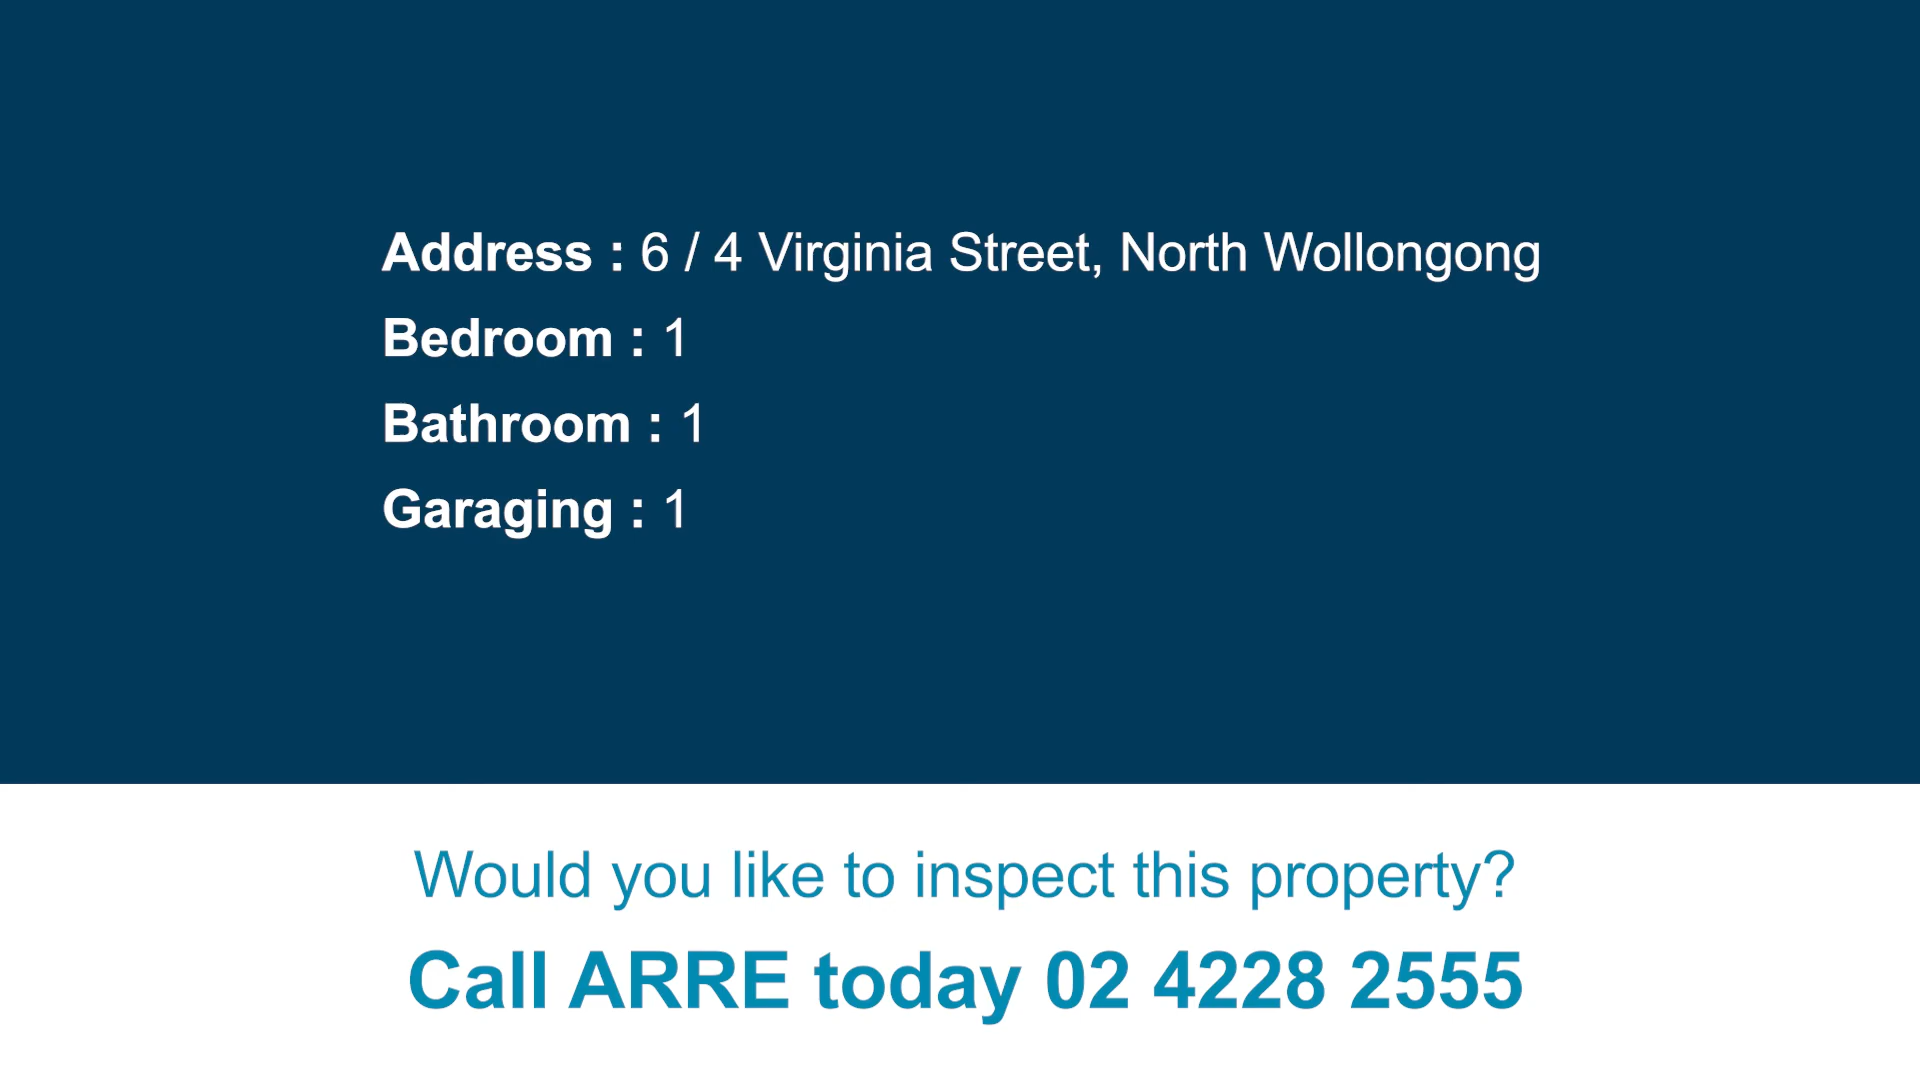 Address : 6 / 4 Virginia Street, North Wollongong
Bedroom : 1
Bathroom : 1
Garaging : 1
Would you like to inspect this property?
Call ARRE today 02 4228 2555